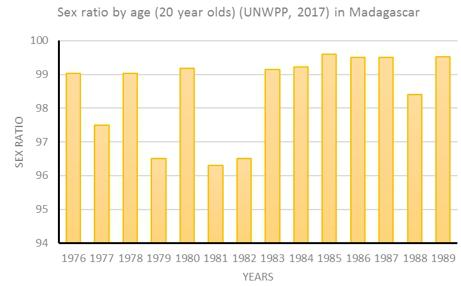 Sex ratio by age (20 year olds) (UNWPP, 2017) in Madagascar
100
99
98
97
96
95
94
SEX RATIO
1976 1977 1978 1979 1980 1981 1982 1983 1984 1985 1986 1987 1988 1989
YEARS